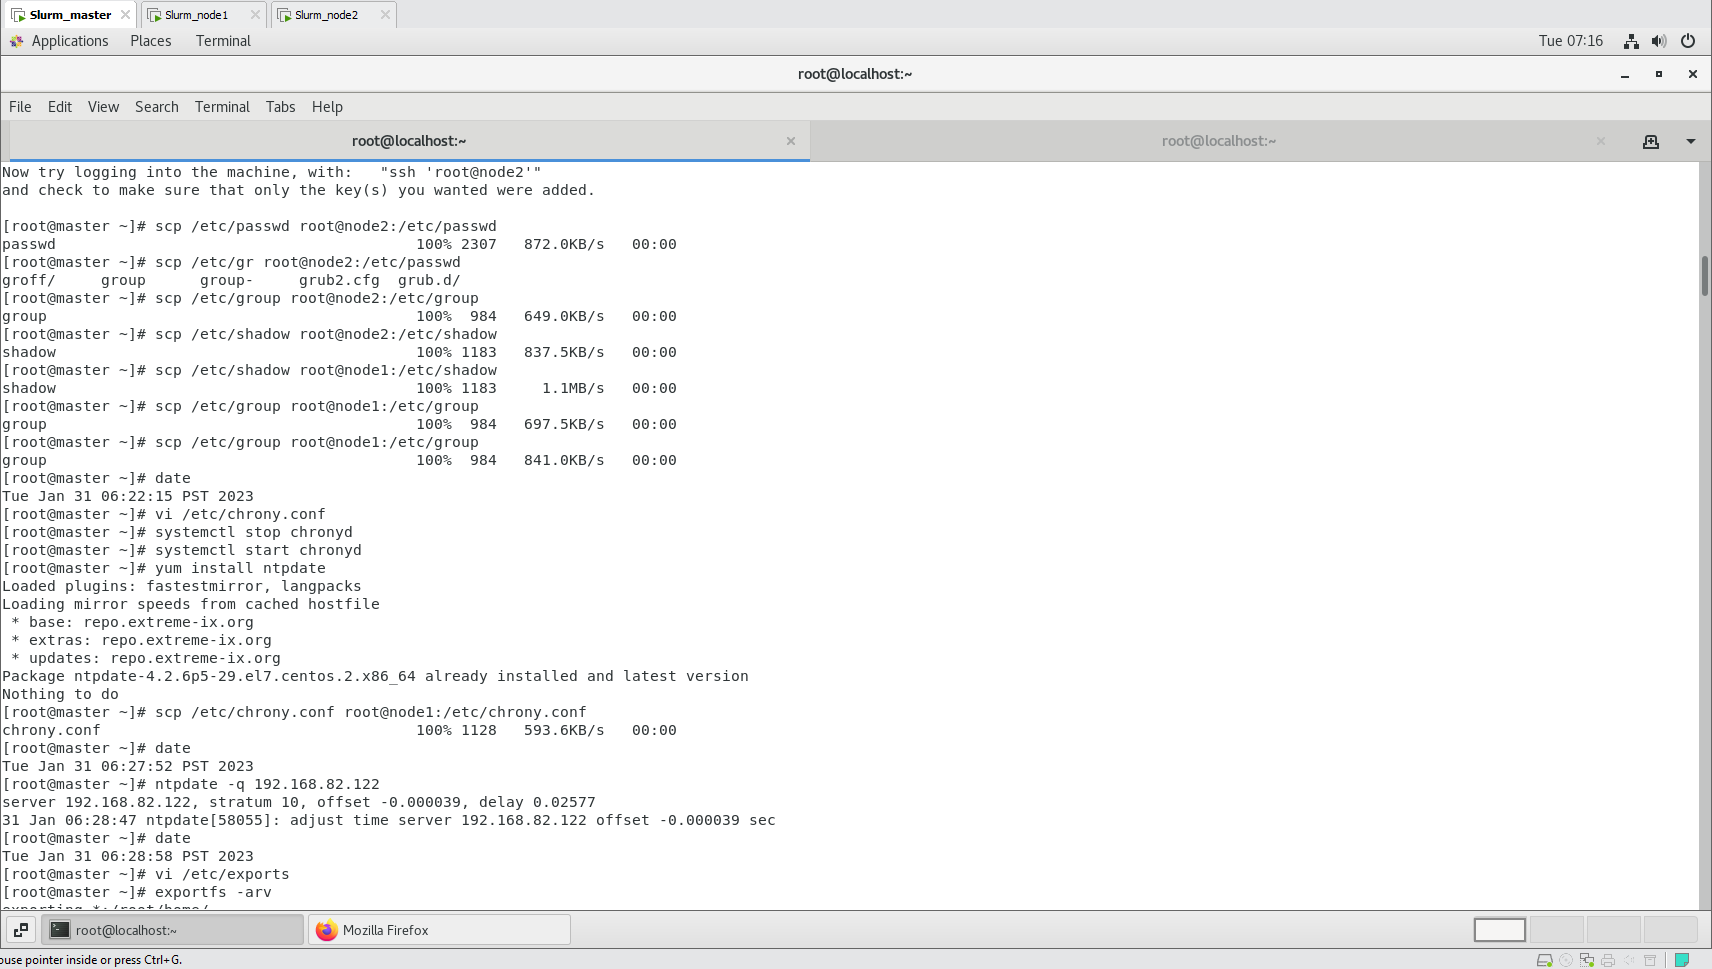 Slurm_master Slurm_node1 Slurm_node2
Applications Places Terminal Tue 07:16
root@localhost:~
File Edit View Search Terminal Tabs Help
root@localhost:~ root@localhost:~
Now try logging into the machine, with:   "ssh 'root@node2'"
and check to make sure that only the key(s) you wanted were added.
[root@master ~]# scp /etc/passwd root@node2:/etc/passwd
passwd                                        100% 2307   872.0KB/s   00:00
[root@master ~]# scp /etc/gr root@node2:/etc/passwd
groff/     group      group-     grub2.cfg  grub.d/
[root@master ~]# scp /etc/group root@node2:/etc/group
group                                         100%  984   649.0KB/s   00:00
[root@master ~]# scp /etc/shadow root@node2:/etc/shadow
shadow                                        100% 1183   837.5KB/s   00:00
[root@master ~]# scp /etc/shadow root@node1:/etc/shadow
shadow                                        100% 1183     1.1MB/s   00:00
[root@master ~]# scp /etc/group root@node1:/etc/group
group                                         100%  984   697.5KB/s   00:00
[root@master ~]# scp /etc/group root@node1:/etc/group
group                                         100%  984   841.0KB/s   00:00
[root@master ~]# date
Tue Jan 31 06:22:15 PST 2023
[root@master ~]# vi /etc/chrony.conf
[root@master ~]# systemctl stop chronyd
[root@master ~]# systemctl start chronyd
[root@master ~]# yum install ntpdate
Loaded plugins: fastestmirror, langpacks
Loading mirror speeds from cached hostfile
 * base: repo.extreme-ix.org
 * extras: repo.extreme-ix.org
 * updates: repo.extreme-ix.org
Package ntpdate-4.2.6p5-29.el7.centos.2.x86_64 already installed and latest version
Nothing to do
[root@master ~]# scp /etc/chrony.conf root@node1:/etc/chrony.conf
chrony.conf                                   100% 1128   593.6KB/s   00:00
[root@master ~]# date
Tue Jan 31 06:27:52 PST 2023
[root@master ~]# ntpdate -q 192.168.82.122
server 192.168.82.122, stratum 10, offset -0.000039, delay 0.02577
31 Jan 06:28:47 ntpdate[58055]: adjust time server 192.168.82.122 offset -0.000039 sec
[root@master ~]# date
Tue Jan 31 06:28:58 PST 2023
[root@master ~]# vi /etc/exports
[root@master ~]# exportfs -arv
exporting *:/root/home/
root@localhost:~ Mozilla Firefox
ouse pointer inside or press Ctrl+G.